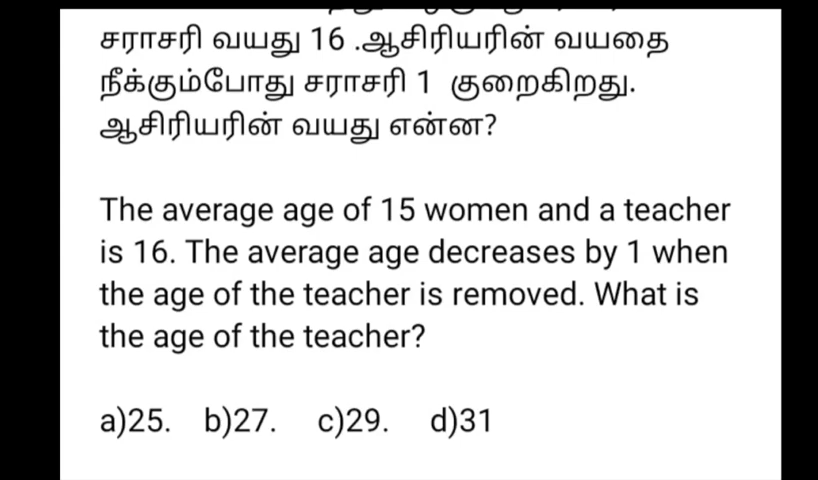 சராசரி வயது 16 .ஆசிரியரின் வயதை
நீக்கும்போது சராசரி 1 குறைகிறது.
ஆசிரியரின் வயது என்ன?
The average age of 15 women and a teacher
is 16. The average age decreases by 1 when
the age of the teacher is removed. What is
the age of the teacher?
a)25. b)27. c)29. d)31